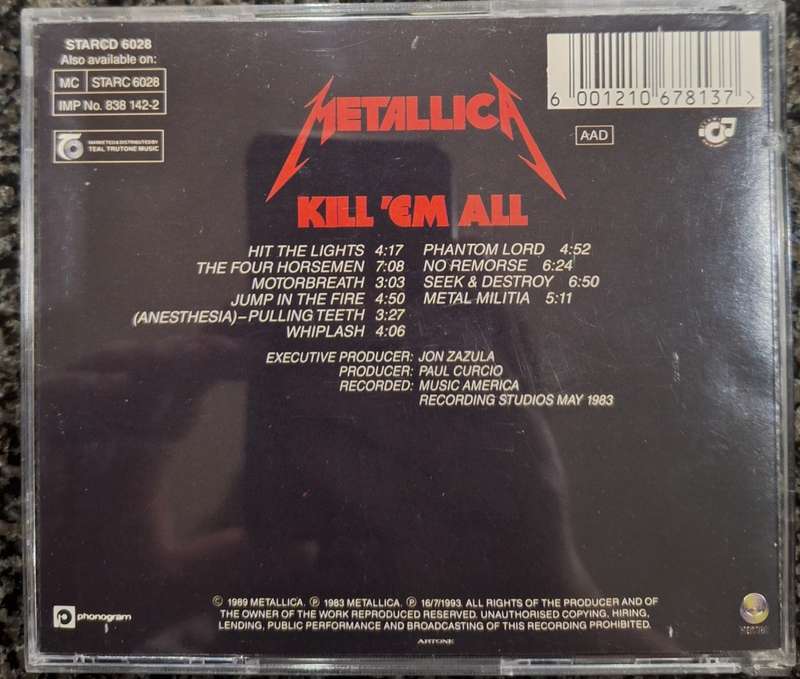 STARCD 6028
Also available on:
MC STARC 6028
IMP No. 838 142-2
MARKETED & DISTRIBUTED BY
TEAL TRUTONE MUSIC
6 001210 678137 >
AAD
METALLICA
KILL 'EM ALL
HIT THE LIGHTS 4:17
THE FOUR HORSEMEN 7:08
MOTORBREATH 3:03
JUMP IN THE FIRE 4:50
(ANESTHESIA)–PULLING TEETH 3:27
WHIPLASH 4:06
PHANTOM LORD 4:52
NO REMORSE 6:24
SEEK & DESTROY 6:50
METAL MILITIA 5:11
EXECUTIVE PRODUCER: JON ZAZULA
PRODUCER: PAUL CURCIO
RECORDED: MUSIC AMERICA
RECORDING STUDIOS MAY 1983
© 1989 METALLICA. ℗ 1983 METALLICA. ℗ 16/7/1993. ALL RIGHTS OF THE PRODUCER AND OF
THE OWNER OF THE WORK REPRODUCED RESERVED. UNAUTHORISED COPYING, HIRING,
LENDING, PUBLIC PERFORMANCE AND BROADCASTING OF THIS RECORDING PROHIBITED.
phonogram
ARTONE